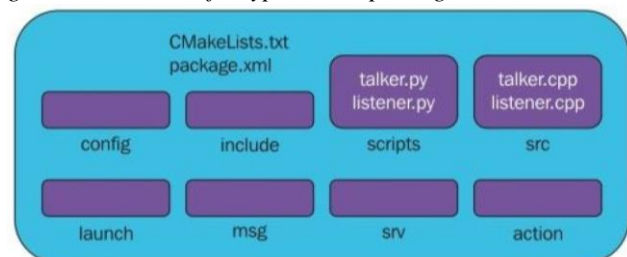 CMakeLists.txt
package.xml
talker.py
listener.py
talker.cpp
listener.cpp
config
include
scripts
src
launch
msg
srv
action